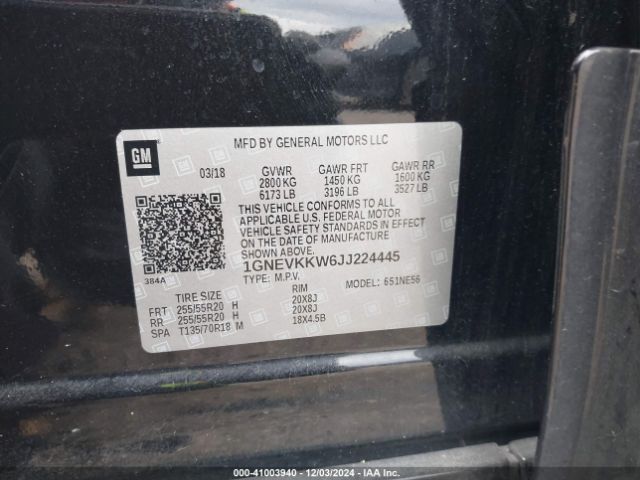 GM
MFD BY GENERAL MOTORS LLC
03/18 GVWR GAWR FRT GAWR RR
2800 KG 1450 KG 1600 KG
6173 LB 3196 LB 3527 LB
THIS VEHICLE CONFORMS TO ALL
APPLICABLE U.S. FEDERAL MOTOR
VEHICLE SAFETY STANDARDS IN EFFECT
ON THE DATE OF MANUFACTURE
SHOWN ABOVE.
384A 1GNEVKKW6JJ224445
TYPE: M.P.V. MODEL: 651NE56
TIRE SIZE RIM
FRT 255/55R20 H 20X8J
RR 255/55R20 H 20X8J
SPA T135/70R18 M 18X4.5B
00-41003940 - 12/03/2024 - IAA Inc.